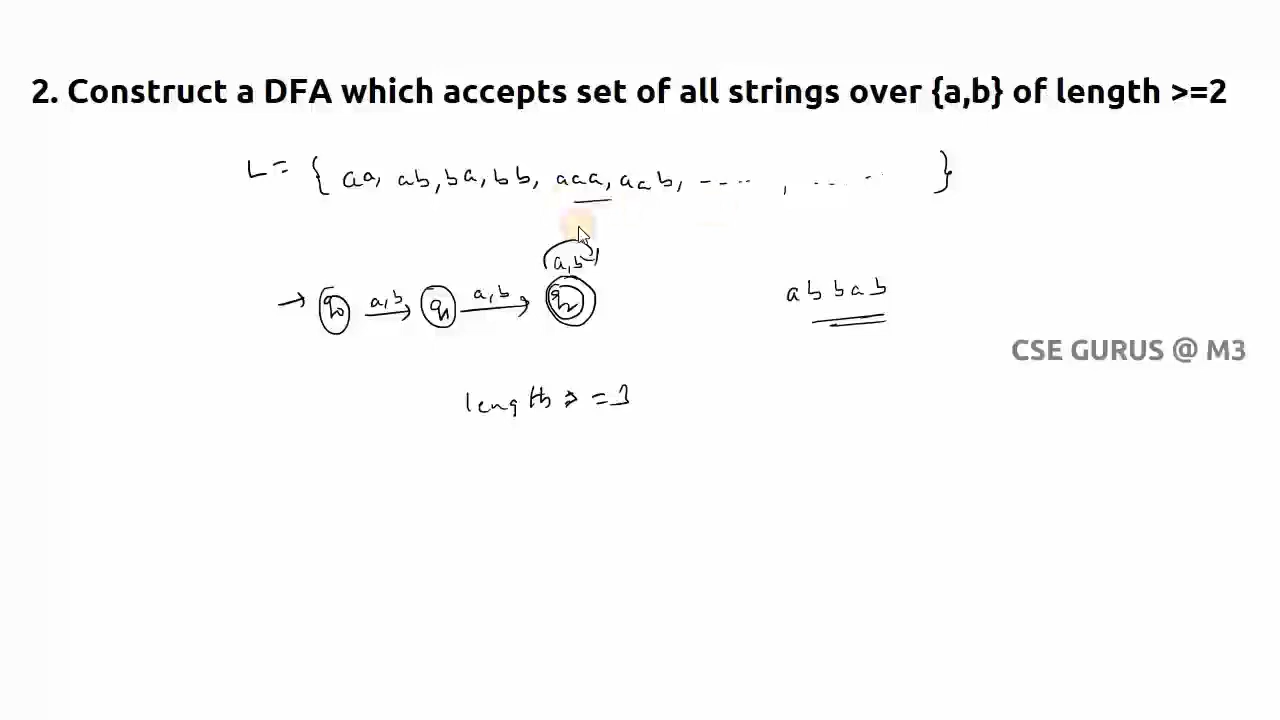 2. Construct a DFA which accepts set of all strings over {a,b} of length >=2
L = { aa, ab, ba, bb, aaa, aab, ---- , ---- -- }
a,b
→ q0 a,b q1 a,b q2
abbab
CSE GURUS @ M3
length >=3